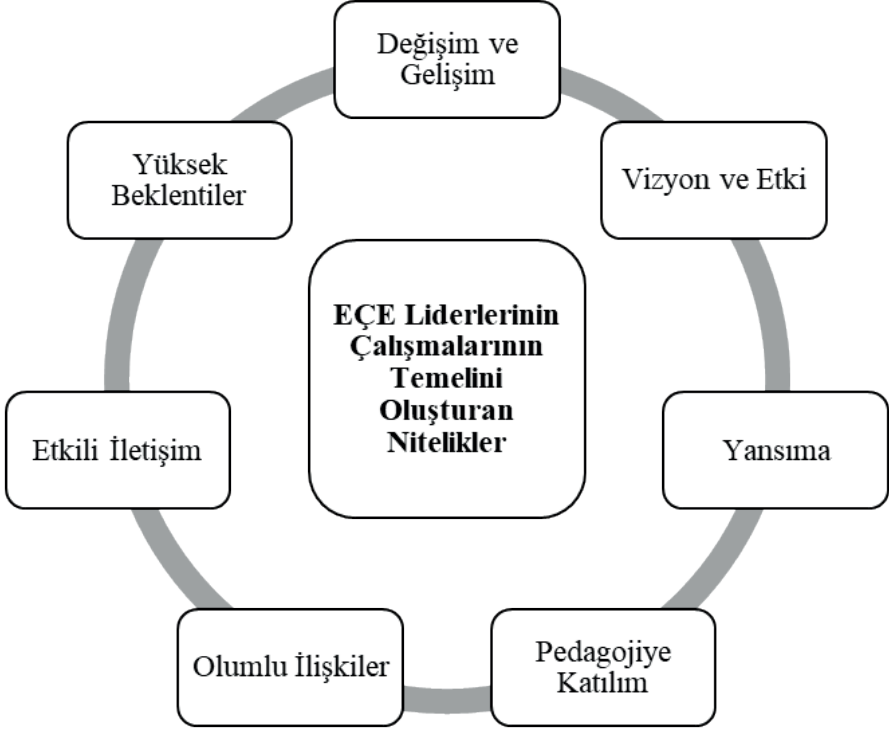 Değişim ve
Gelişim
Vizyon ve Etki
Yansıma
Pedagojiye
Katılım
Olumlu İlişkiler
Etkili İletişim
Yüksek
Beklentiler
EÇE Liderlerinin
Çalışmalarının
Temelini
Oluşturan
Nitelikler